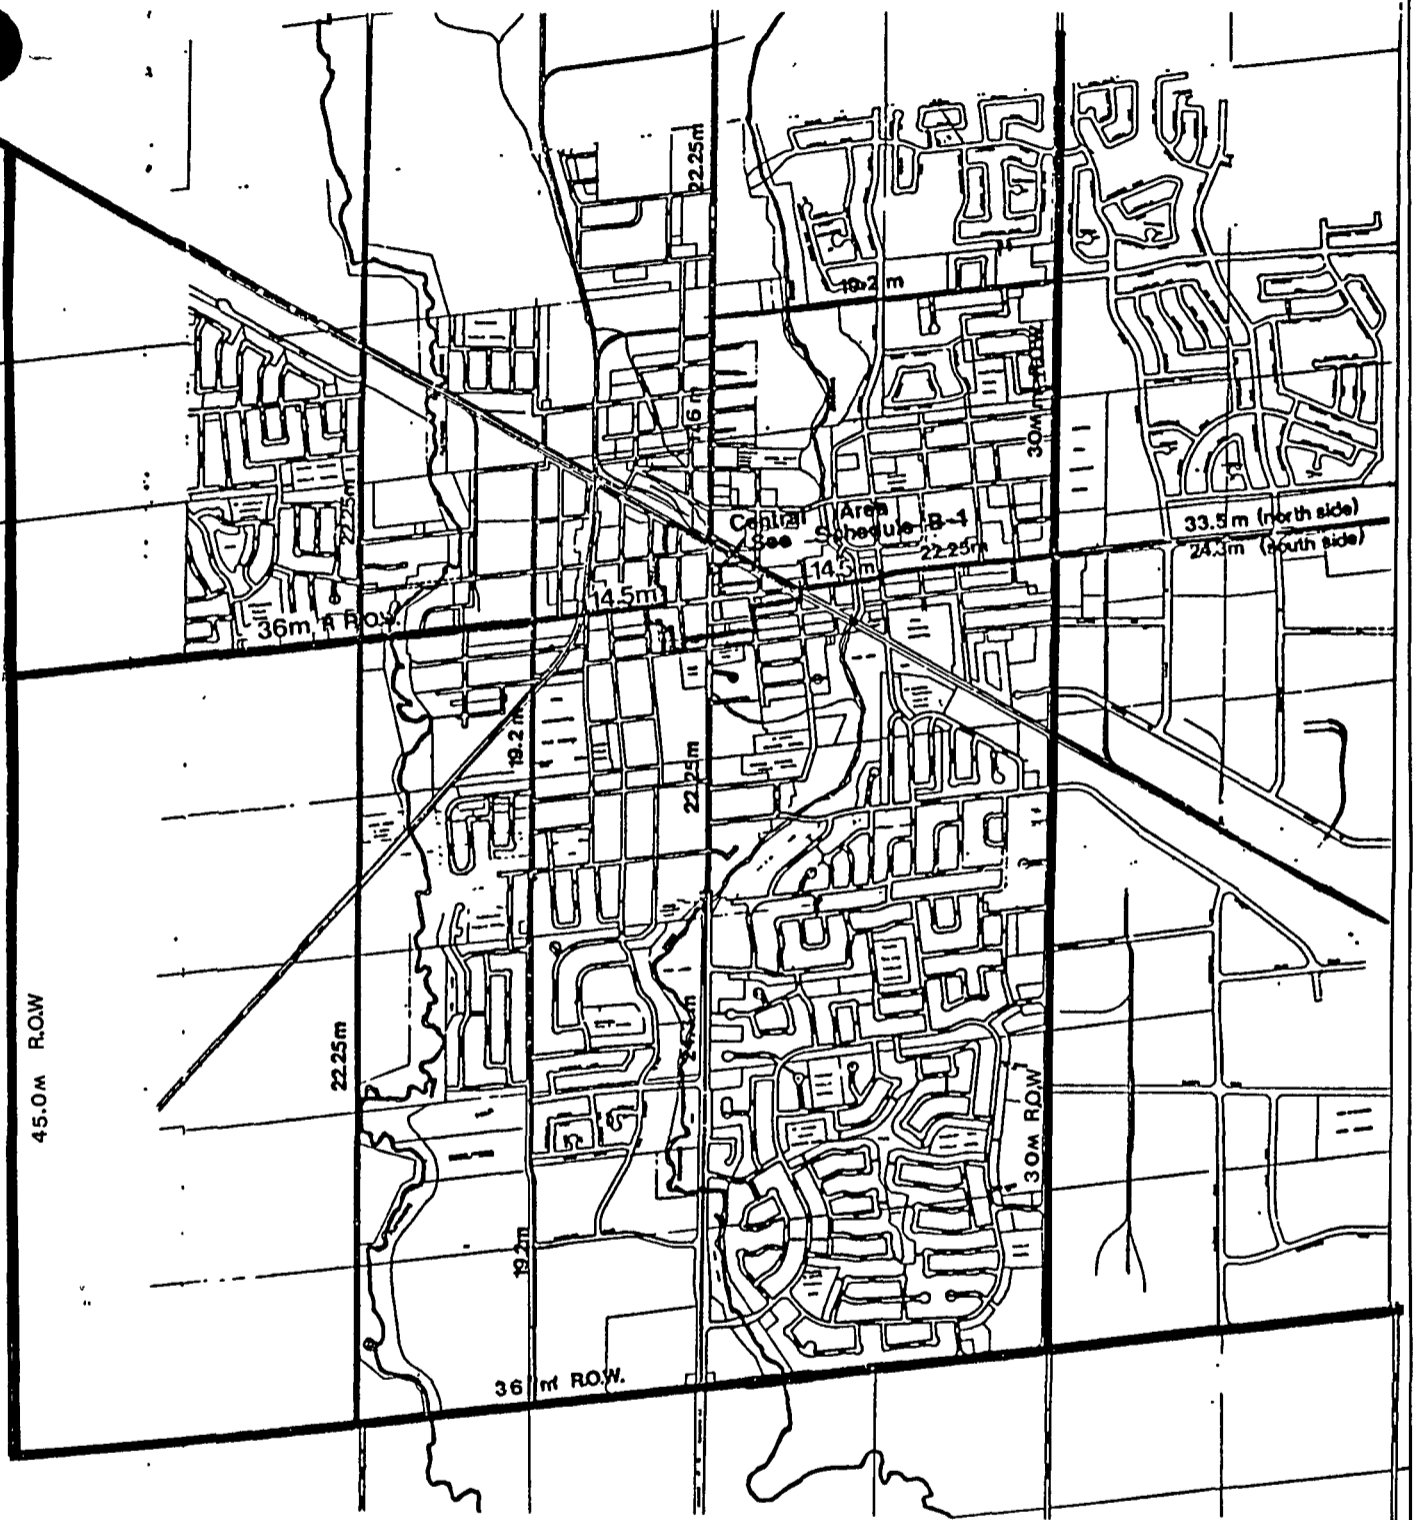 22.25m
19.2 m
30M R.O.W
22.25m
Central Area
See Schedule B-1
22.25m
14.5 m
33.5 m (north side)
24.5m (south side)
14.5m
36m R.O.W.
19.2 m
22.25m
45.0M R.O.W
22.25m
30M R.O.W
19.2m
36 m R.O.W.